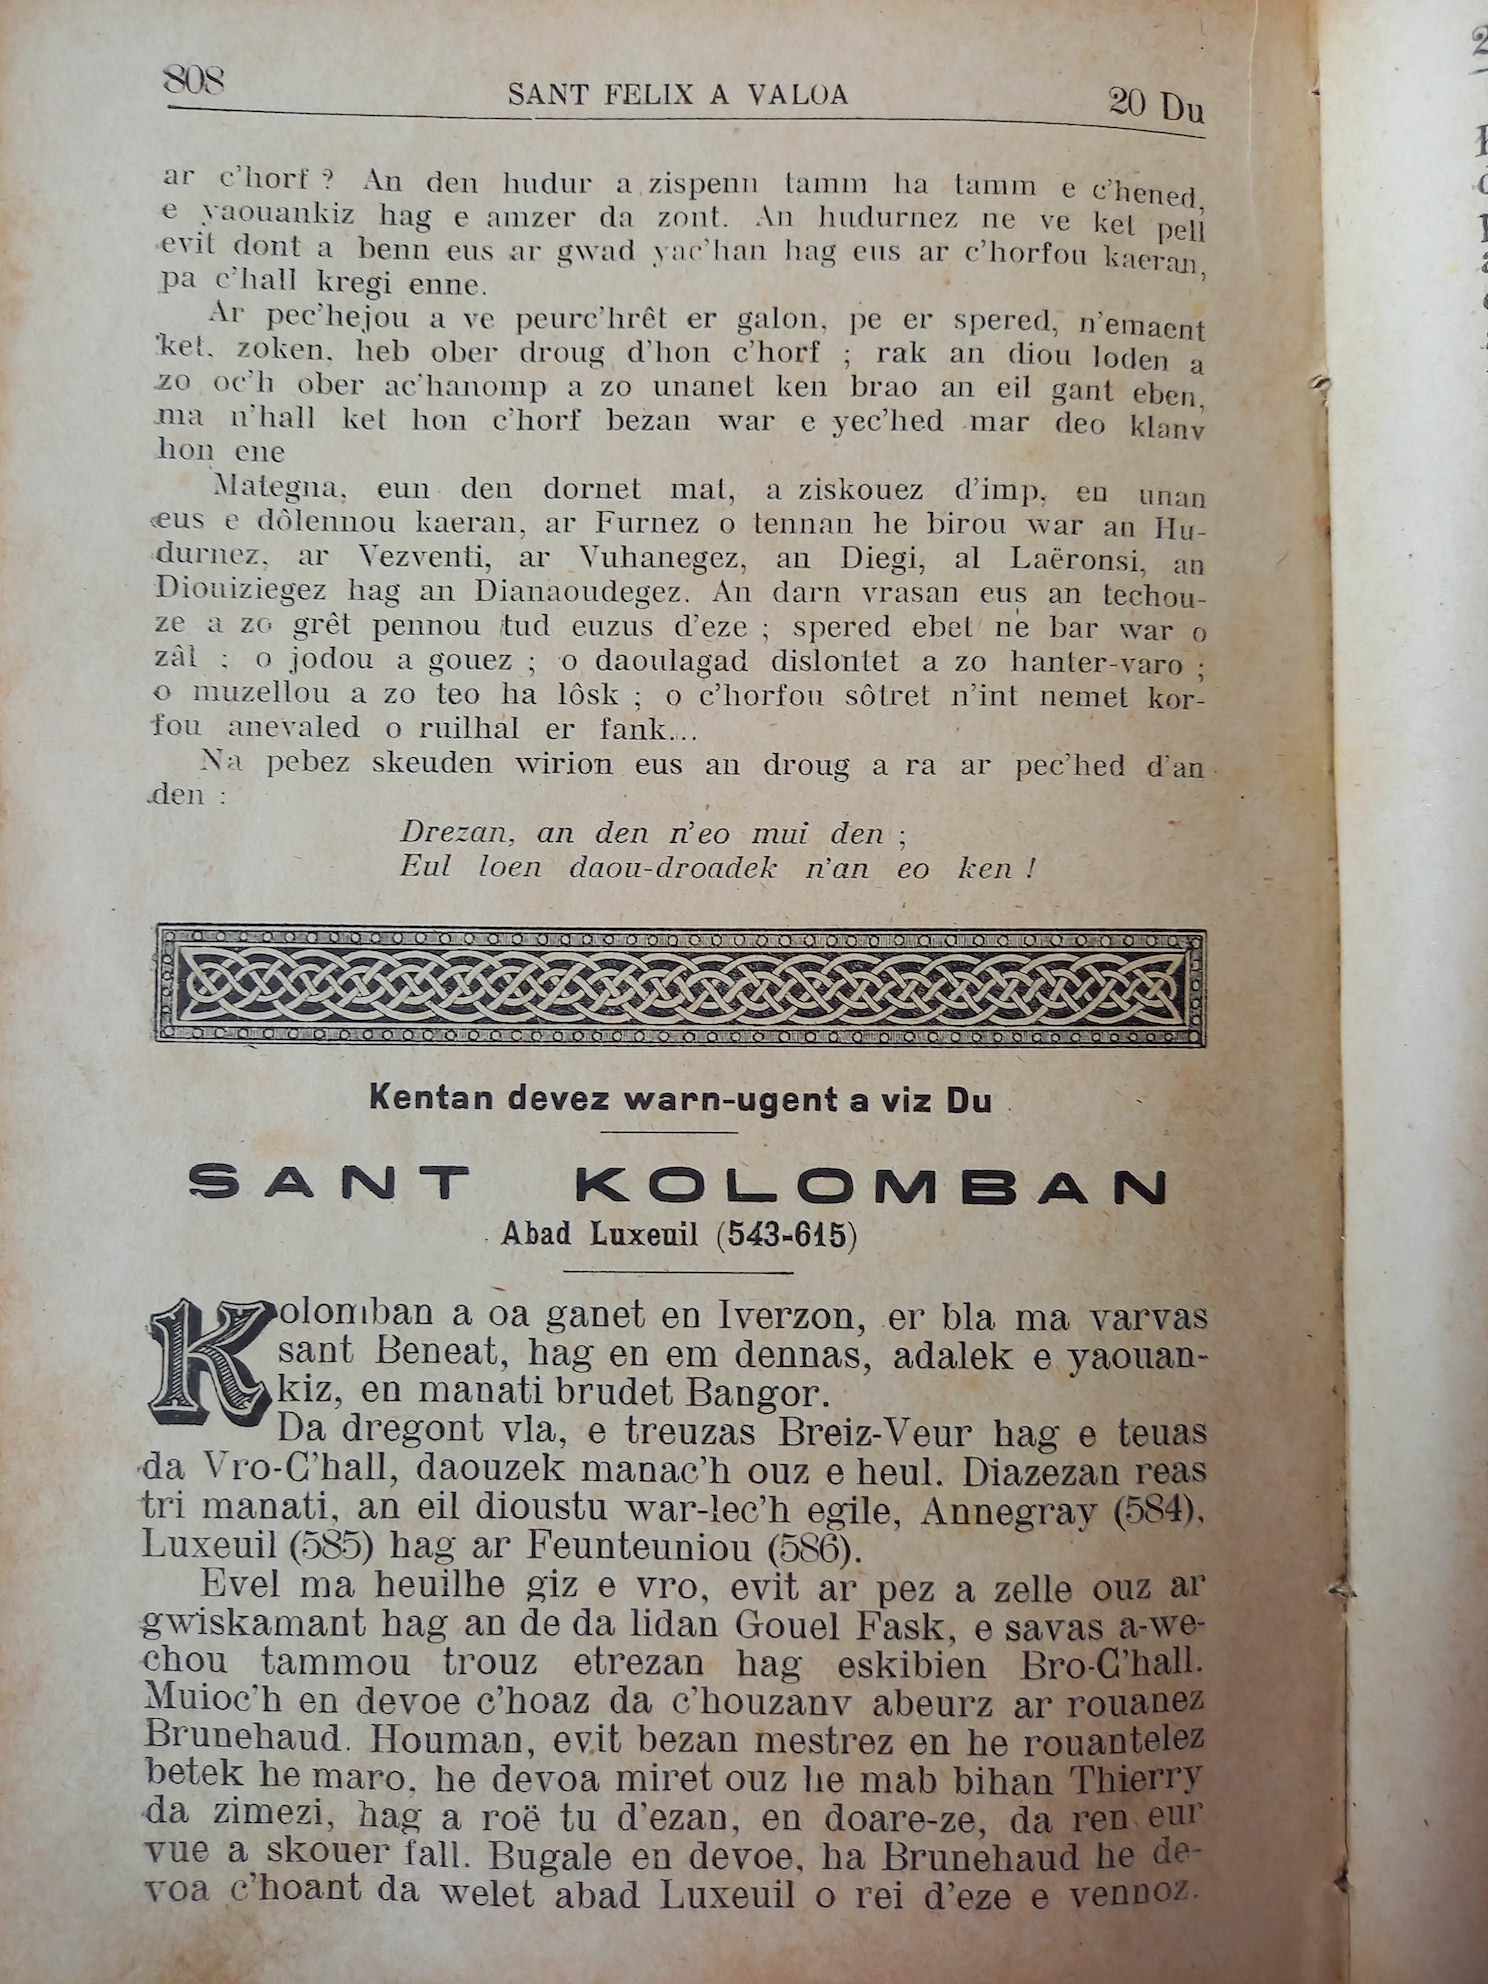 808
SANT FELIX A VALOA
20 Du
ar c'horf ? An den hudur a zispenn tamm ha tamm e c'hened,
e yaouankiz hag e amzer da zont. An hudurnez ne ve ket pell
evit dont a benn eus ar gwad yac'han hag eus ar c'horfou kaeran,
pa c'hall kregi enne.
Ar pec'hejou a ve peurc'hrêt er galon, pe er spered, n'emaent
ket, zoken, heb ober droug d'hon c'horf ; rak an diou loden a
zo oc'h ober ac'hanomp a zo unanet ken brao an eil gant eben,
ma n'hall ket hon c'horf bezan war e yec'hed mar deo klanv
hon ene
Mategna, eun den dornet mat, a ziskouez d'imp, en unan
eus e dôlennou kaeran, ar Furnez o tennan he birou war an Hu-
durnez, ar Vezventi, ar Vuhanegez, an Diegi, al Laëronsi, an
Diouiziegez hag an Dianaoudegez. An darn vrasan eus an techou-
ze a zo grêt pennou tud euzus d'eze ; spered ebet ne bar war o
zâl ; o jodou a gouez ; o daoulagad dislontet a zo hanter-varo ;
o muzellou a zo teo ha lôsk ; o c'horfou sôtret n'int nemet kor-
fou anevaled o ruilhal er fank...
Na pebez skeuden wirion eus an droug a ra ar pec'hed d'an
den :
Drezan, an den n'eo mui den ;
Eul loen daou-droadek n'an eo ken !
Kentan devez warn-ugent a viz Du
SANT KOLOMBAN
Abad Luxeuil (543-615)
Kolomban a oa ganet en Iverzon, er bla ma varvas
sant Beneat, hag en em dennas, adalek e yaouan-
kiz, en manati brudet Bangor.
Da dregont vla, e treuzas Breiz-Veur hag e teuas
da Vro-C'hall, daouzek manac'h ouz e heul. Diazezan reas
tri manati, an eil dioustu war-lec'h egile, Annegray (584),
Luxeuil (585) hag ar Feunteuniou (586).
Evel ma heuilhe giz e vro, evit ar pez a zelle ouz ar
gwiskamant hag an de da lidan Gouel Fask, e savas a-we-
chou tammou trouz etrezan hag eskibien Bro-C'hall.
Muioc'h en devoe c'hoaz da c'houzanv abeurz ar rouanez
Brunehaud. Houman, evit bezan mestrez en he rouantelez
betek he maro, he devoa miret ouz he mab bihan Thierry
da zimezi, hag a roë tu d'ezan, en doare-ze, da ren eur
vue a skouer fall. Bugale en devoe, ha Brunehaud he de-
voa c'hoant da welet abad Luxeuil o rei d'eze e vennoz.